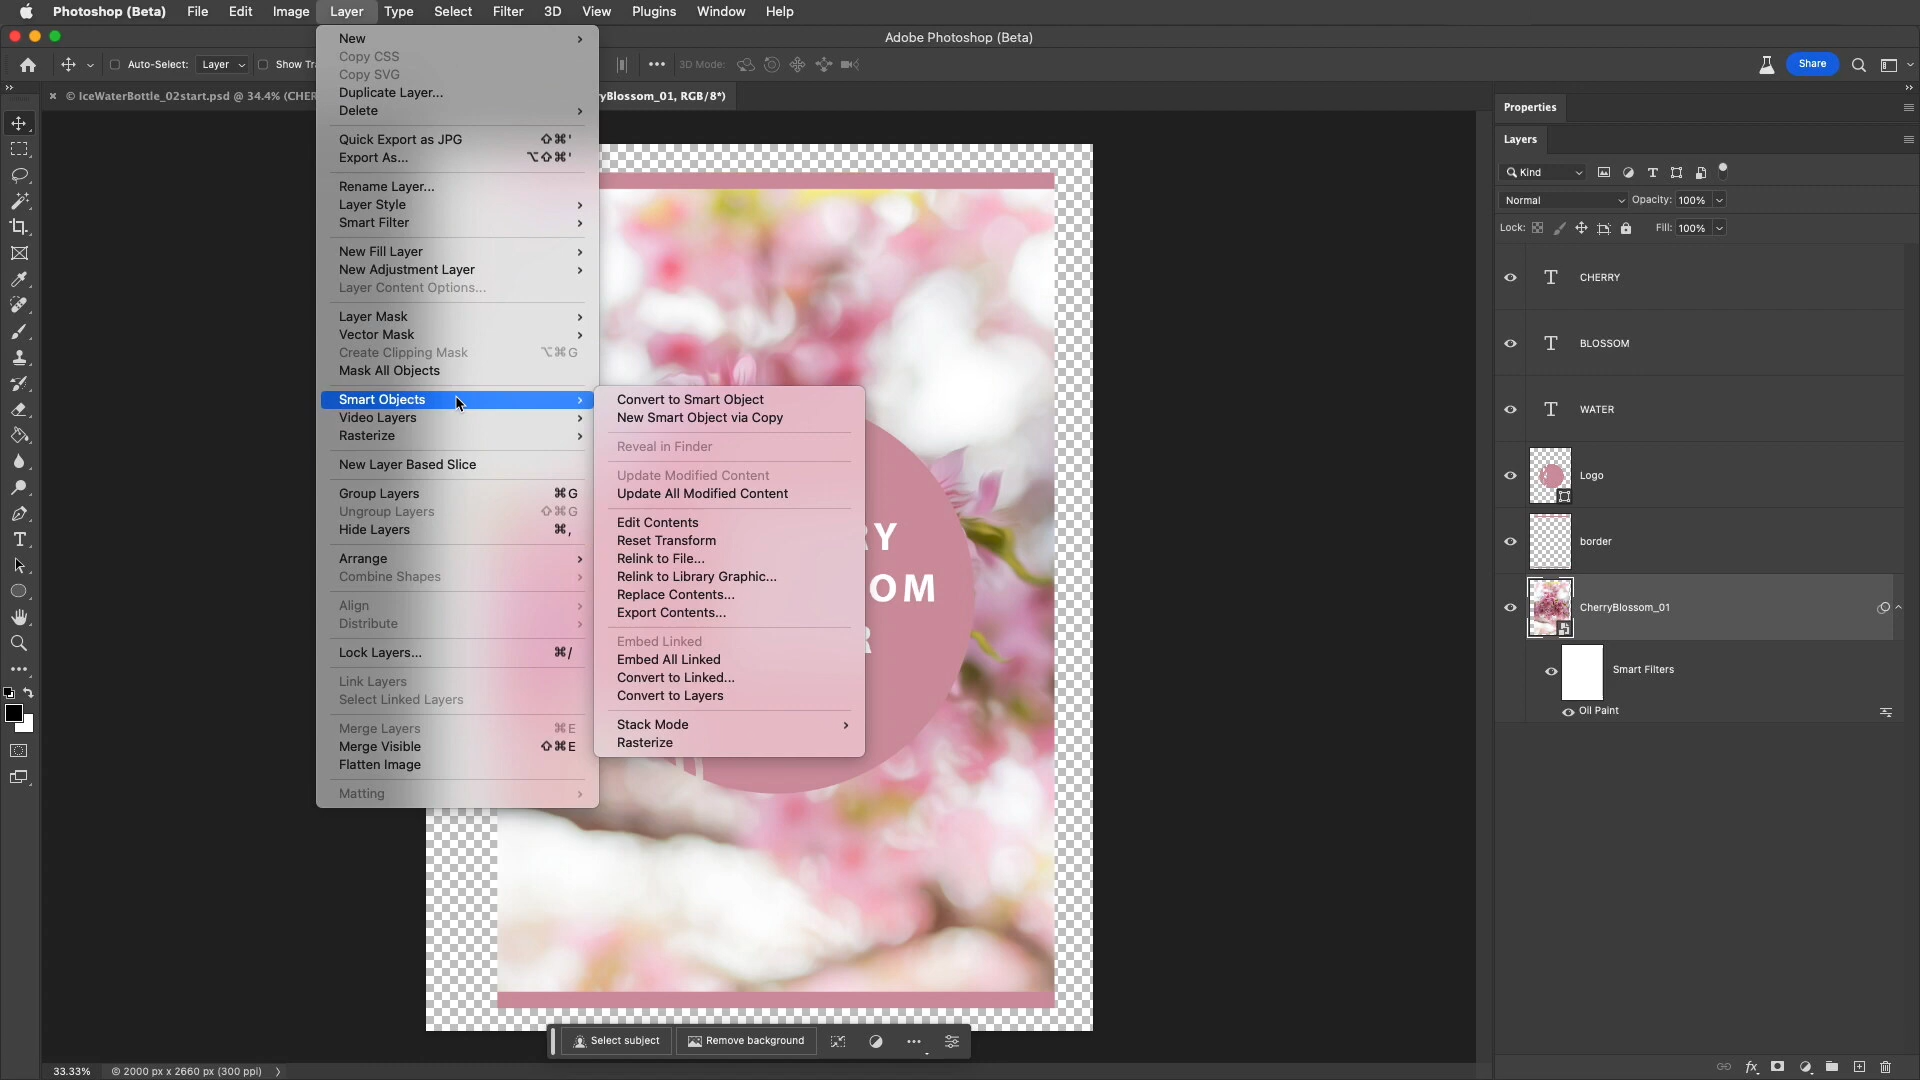 Photoshop (Beta) File Edit Image Layer Type Select Filter 3D View Plugins Window Help
Adobe Photoshop (Beta)
Auto-Select: Layer Show Tr
3D Mode:
Share
© IceWaterBottle_02start.psd @ 34.4% (CHER
ryBlossom_01, RGB/8*)
New
Copy CSS
Copy SVG
Duplicate Layer...
Delete
Quick Export as JPG ⇧⌘'
Export As... ⌥⇧⌘'
Rename Layer...
Layer Style
Smart Filter
New Fill Layer
New Adjustment Layer
Layer Content Options...
Layer Mask
Vector Mask
Create Clipping Mask ⌥⌘G
Mask All Objects
Smart Objects
Video Layers
Rasterize
New Layer Based Slice
Group Layers ⌘G
Ungroup Layers ⇧⌘G
Hide Layers ⌘,
Arrange
Combine Shapes
Align
Distribute
Lock Layers... ⌘/
Link Layers
Select Linked Layers
Merge Layers ⌘E
Merge Visible ⇧⌘E
Flatten Image
Matting
Convert to Smart Object
New Smart Object via Copy
Reveal in Finder
Update Modified Content
Update All Modified Content
Edit Contents
Reset Transform
Relink to File...
Relink to Library Graphic...
Replace Contents...
Export Contents...
Embed Linked
Embed All Linked
Convert to Linked...
Convert to Layers
Stack Mode
Rasterize
RY
OM
R
Select subject
Remove background
33.33% © 2000 px x 2660 px (300 ppi)
Properties
Layers
Kind
Normal Opacity: 100%
Lock: Fill: 100%
CHERRY
BLOSSOM
WATER
Logo
border
CherryBlossom_01
Smart Filters
Oil Paint